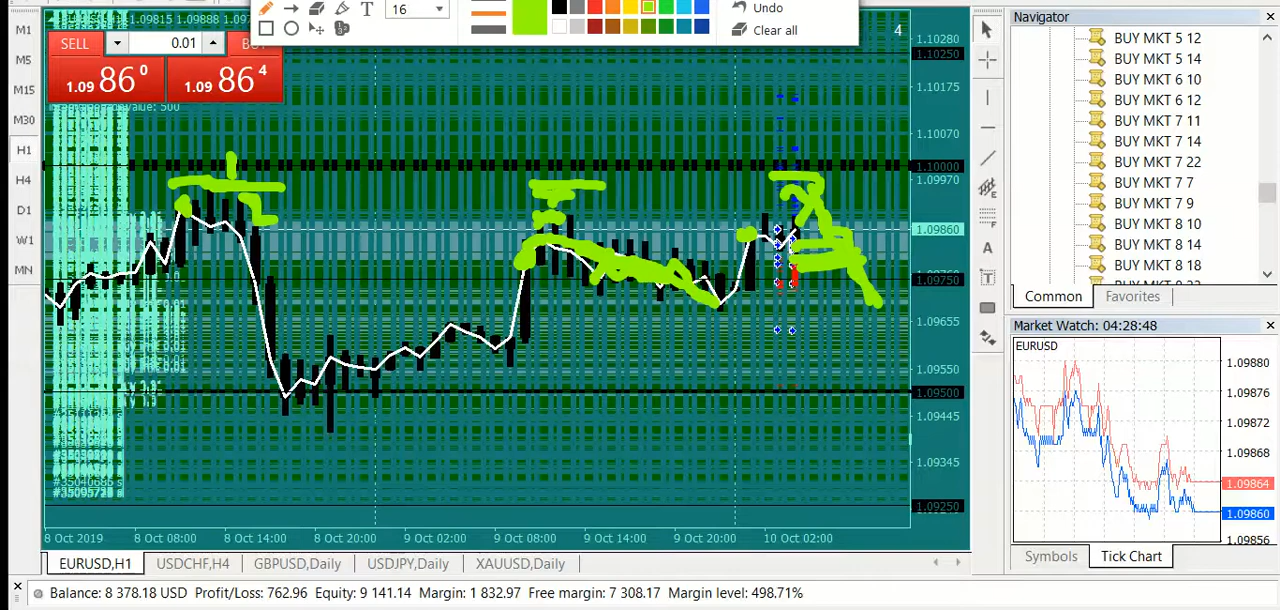 T 16 Undo
Clear all
1.09815 1.09888
4
M1
M5
M15
M30
H1
H4
D1
W1
MN
SELL 0.01
1.09 86 0 1.09 86 4
value: 500
#35040686 s
#35095723 s
1.10280
1.10250
1.10175
1.10070
1.10000
1.09970
1.09860
1.09750
1.09655
1.09550
1.09500
1.09445
1.09345
1.09250
8 Oct 2019 8 Oct 08:00 8 Oct 14:00 8 Oct 20:00 9 Oct 02:00 9 Oct 08:00 9 Oct 14:00 9 Oct 20:00 10 Oct 02:00
EURUSD,H1 USDCHF,H4 GBPUSD,Daily USDJPY,Daily XAUUSD,Daily
A
T
Navigator
BUY MKT 5 12
BUY MKT 5 14
BUY MKT 6 10
BUY MKT 6 12
BUY MKT 7 11
BUY MKT 7 14
BUY MKT 7 22
BUY MKT 7 7
BUY MKT 7 9
BUY MKT 8 10
BUY MKT 8 14
BUY MKT 8 18
Common Favorites
Market Watch: 04:28:48
EURUSD
1.09880
1.09876
1.09872
1.09868
1.09864
1.09860
1.09856
Symbols Tick Chart
Balance: 8 378.18 USD Profit/Loss: 762.96 Equity: 9 141.14 Margin: 1 832.97 Free margin: 7 308.17 Margin level: 498.71%